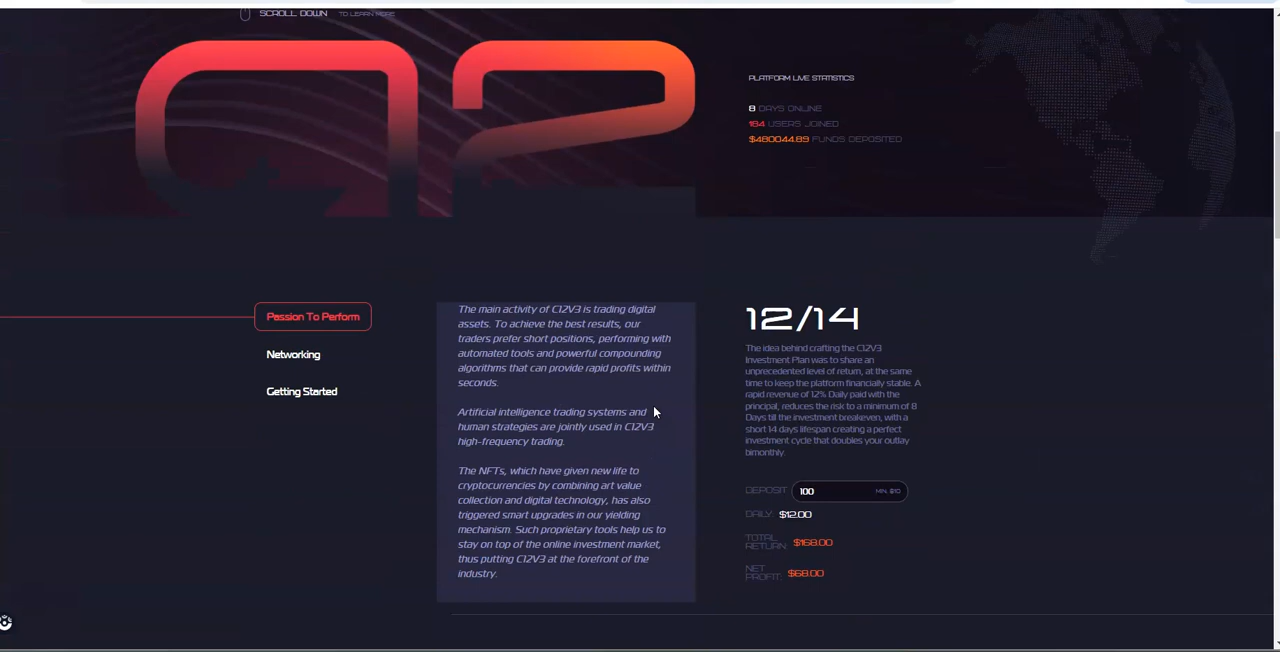 SCROLL DOWN TO LEARN MORE
PLATFORM LIVE STATISTICS
8 DAYS ONLINE
184 USERS JOINED
$480044.89 FUNDS DEPOSITED
Passion To Perform
Networking
Getting Started
The main activity of C12V3 is trading digital
assets. To achieve the best results, our
traders prefer short positions, performing with
automated tools and powerful compounding
algorithms that can provide rapid profits within
seconds.
Artificial intelligence trading systems and
human strategies are jointly used in C12V3
high-frequency trading.
The NFTs, which have given new life to
cryptocurrencies by combining art value
collection and digital technology, has also
triggered smart upgrades in our yielding
mechanism. Such proprietary tools help us to
stay on top of the online investment market,
thus putting C12V3 at the forefront of the
industry.
12/14
The idea behind crafting the C12V3
Investment Plan was to share an
unprecedented level of return, at the same
time to keep the platform financially stable. A
rapid revenue of 12% Daily paid with the
principal, reduces the risk to a minimum of 8
Days till the investment breakeven, with a
short 14 days lifespan creating a perfect
investment cycle that doubles your outlay
bimonthly.
DEPOSIT 100 MIN. $10
DAILY: $12.00
TOTAL
RETURN: $168.00
NET
PROFIT: $68.00